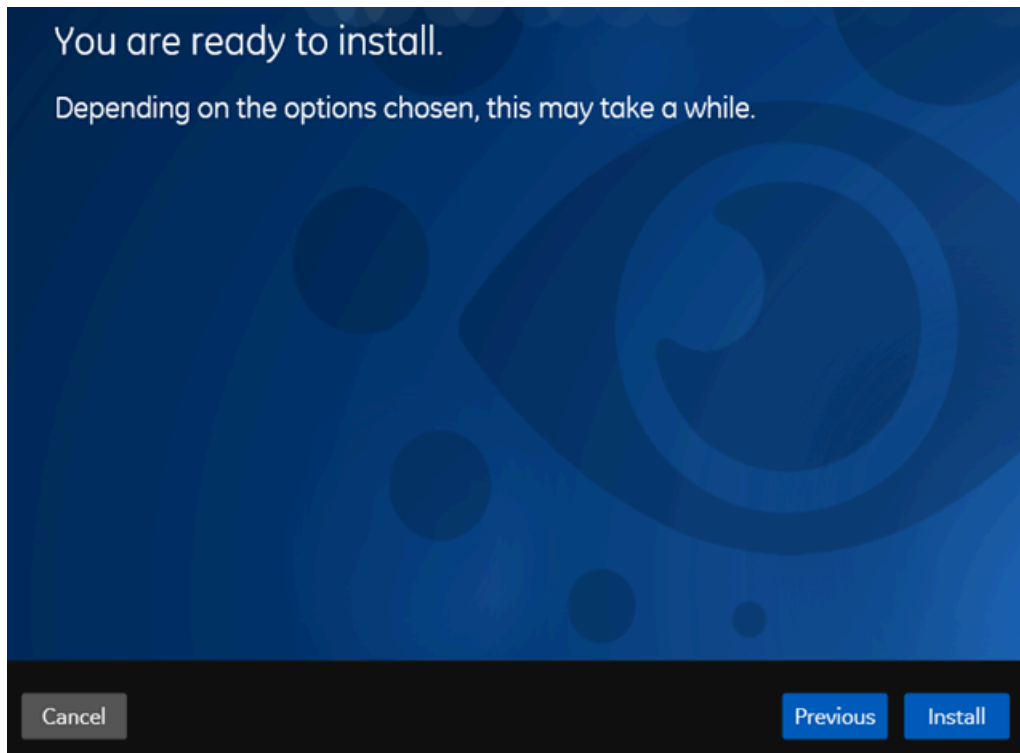 You are ready to install.
Depending on the options chosen, this may take a while.
Cancel
Previous
Install